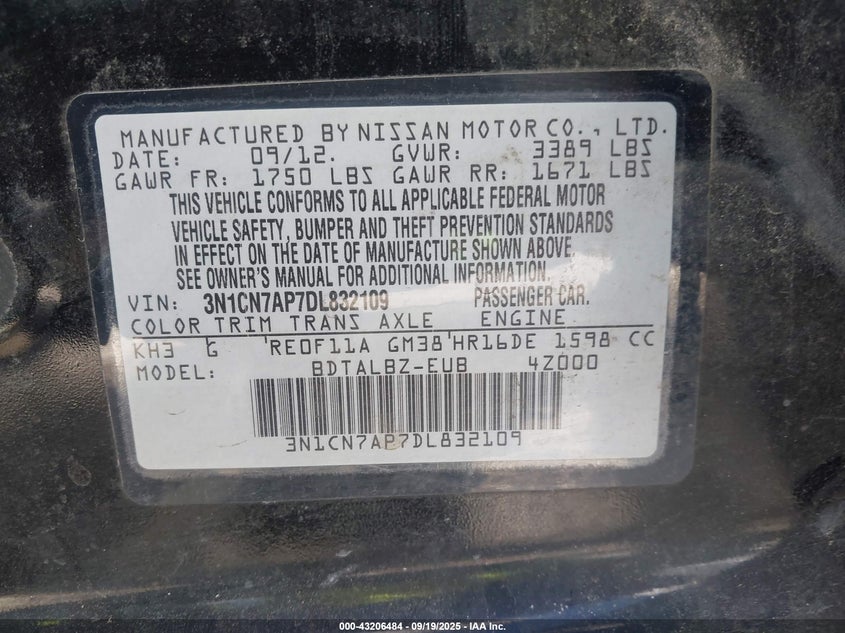 MANUFACTURED BY NISSAN MOTOR CO., LTD.
DATE: 09/12. GVWR: 3389 LBS
GAWR FR: 1750 LBS GAWR RR: 1671 LBS
THIS VEHICLE CONFORMS TO ALL APPLICABLE FEDERAL MOTOR
VEHICLE SAFETY, BUMPER AND THEFT PREVENTION STANDARDS
IN EFFECT ON THE DATE OF MANUFACTURE SHOWN ABOVE.
SEE OWNER'S MANUAL FOR ADDITIONAL INFORMATION.
VIN: 3N1CN7AP7DL832109 PASSENGER CAR.
COLOR TRIM TRANS AXLE ENGINE
KH3 G 'RE0F11A GM38'HR16DE 1598 CC
MODEL: BDTALBZ-EUB 4Z000
3N1CN7AP7DL832109
000-43206484 - 09/19/2025 - IAA Inc.